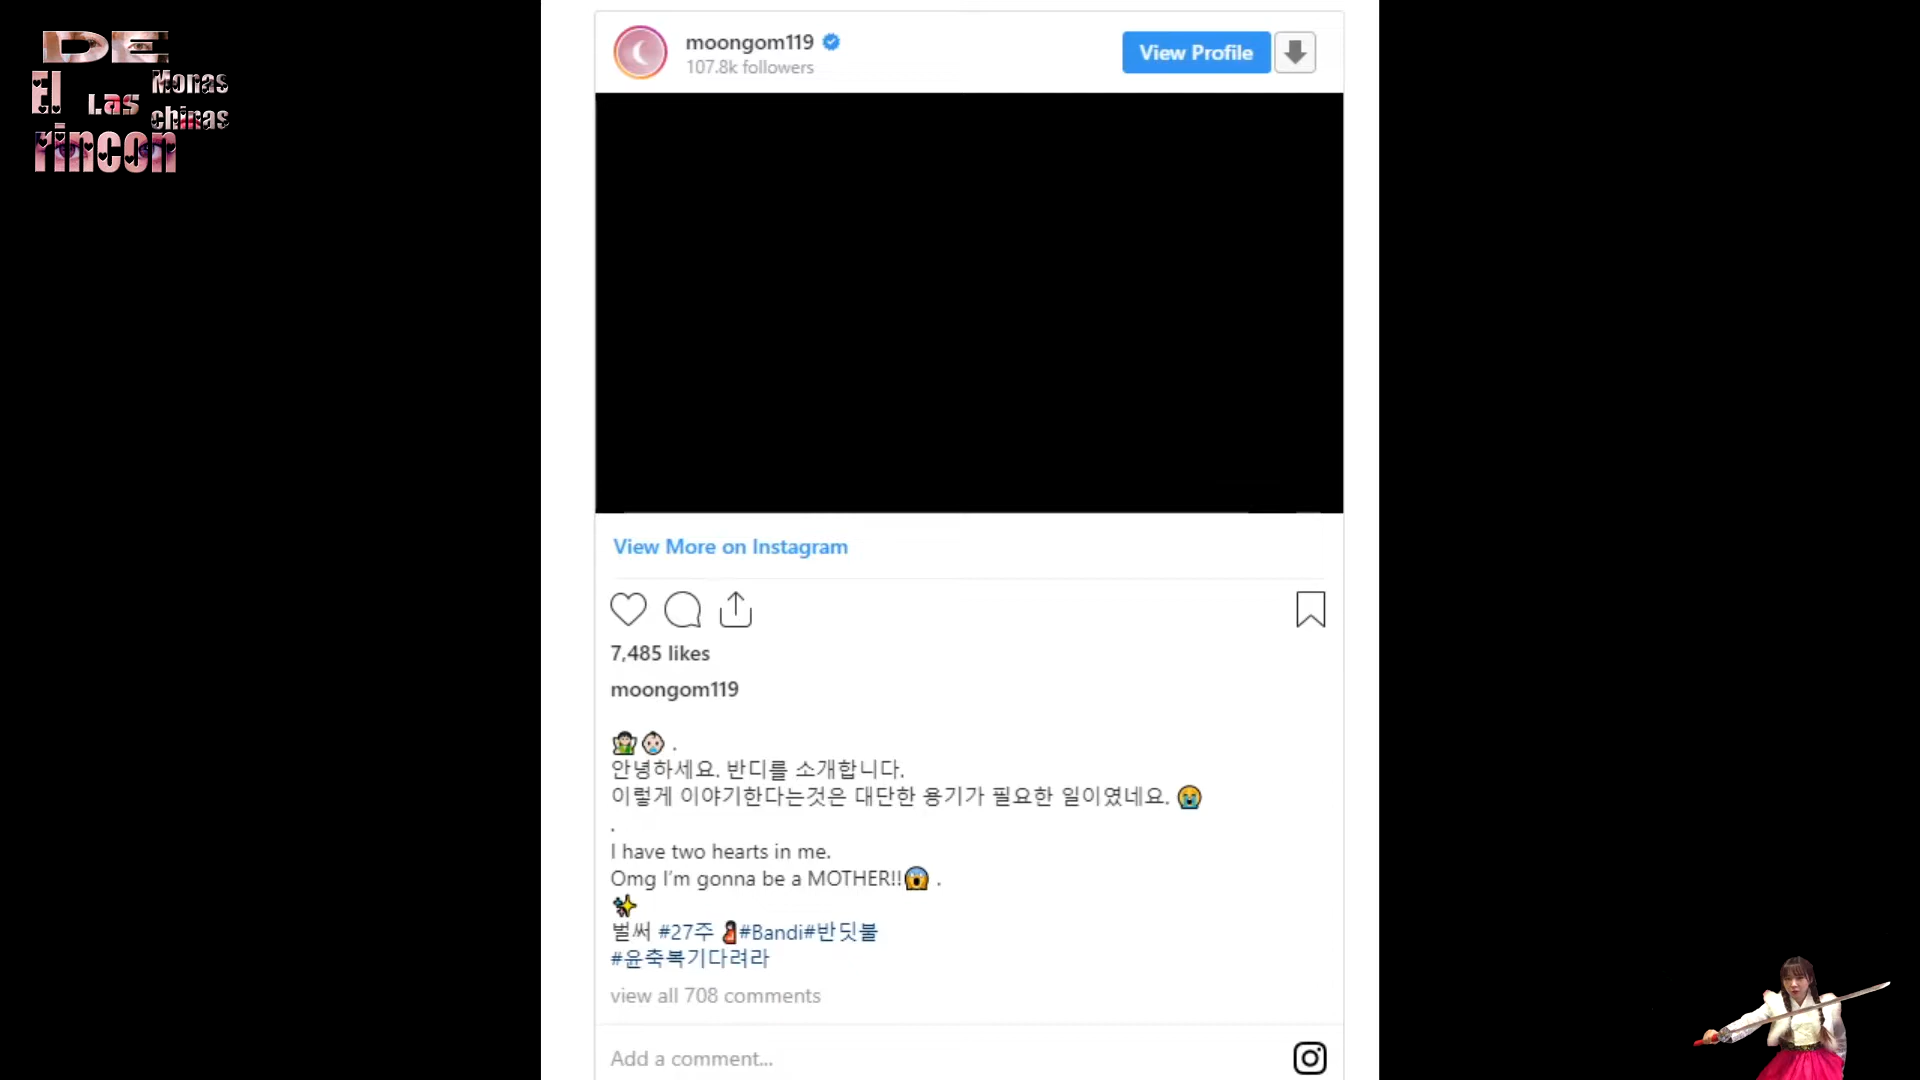 DE
El Las Monas
chinas
rincon
moongom119
107.8k followers
View Profile
View More on Instagram
7,485 likes
moongom119
👼🏻👶🏻 .
안녕하세요. 반디를 소개합니다.
이렇게 이야기한다는것은 대단한 용기가 필요한 일이였네요. 😭
.
I have two hearts in me.
Omg I’m gonna be a MOTHER!!😱 .
✨
벌써 #27주 🤰#Bandi#반딧불
#윤축복기다려라
view all 708 comments
Add a comment...